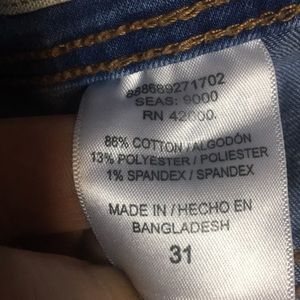 888689271702
SEAS: 9000
RN 42000
86% COTTON / ALGODÓN
13% POLYESTER / POLIESTER
1% SPANDEX / SPANDEX
MADE IN / HECHO EN
BANGLADESH
31